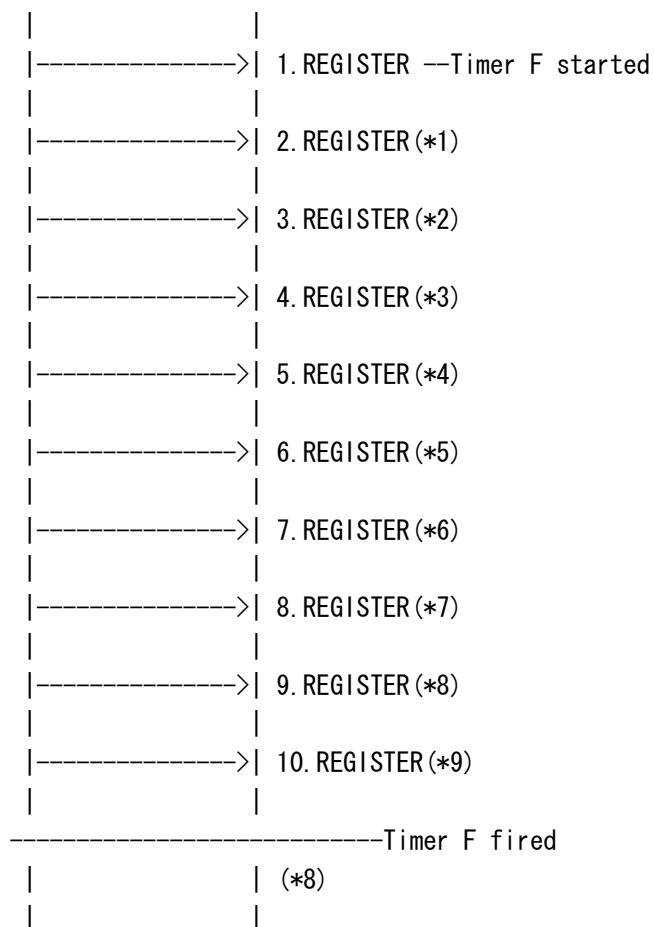 1.REGISTER --Timer F started
2.REGISTER(*1)
3.REGISTER(*2)
4.REGISTER(*3)
5.REGISTER(*4)
6.REGISTER(*5)
7.REGISTER(*6)
8.REGISTER(*7)
9.REGISTER(*8)
10.REGISTER(*9)
Timer F fired
(*8)